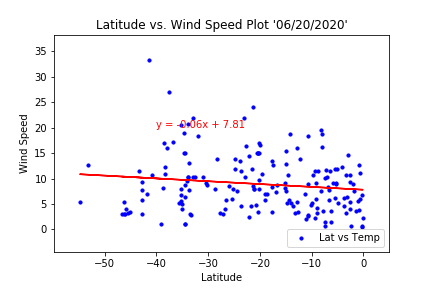 Latitude vs. Wind Speed Plot '06/20/2020'
35
30
25
20
15
10
5
0
Wind Speed
y = -0.06x + 7.81
Lat vs Temp
−50 −40 −30 −20 −10 0
Latitude